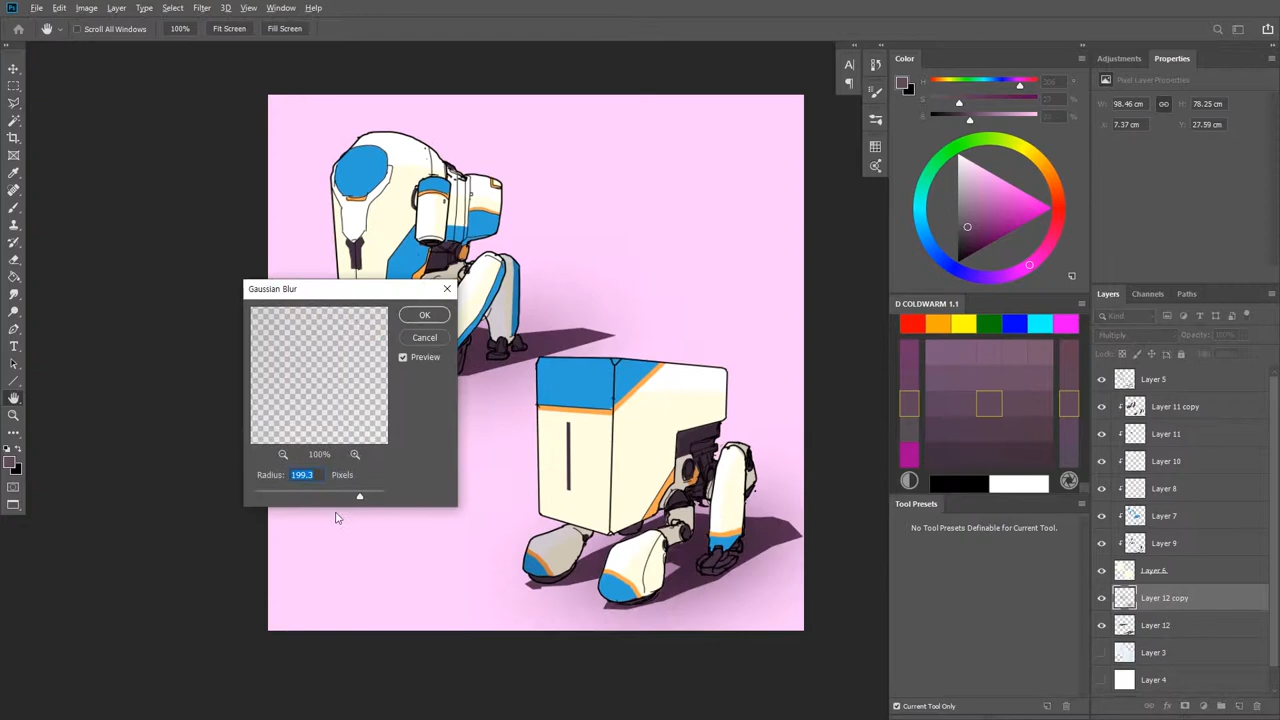 Ps File Edit Image Layer Type Select Filter 3D View Window Help
Scroll All Windows 100% Fit Screen Fill Screen
Color
Adjustments Properties
H
S
B
%
%
Pixel Layer Properties
W: 98.46 cm H: 78.25 cm
X: 7.37 cm Y: 27.59 cm
Gaussian Blur
OK
Cancel
Preview
100%
Radius: 199.3 Pixels
D COLDWARM 1.1
Tool Presets
No Tool Presets Definable for Current Tool.
Current Tool Only
Layers Channels Paths
Kind
Multiply Opacity: 100%
Lock: Fill:
Layer 5
Layer 11 copy
Layer 11
Layer 10
Layer 8
Layer 7
Layer 9
Layer 6
Layer 12 copy
Layer 12
Layer 3
Layer 4